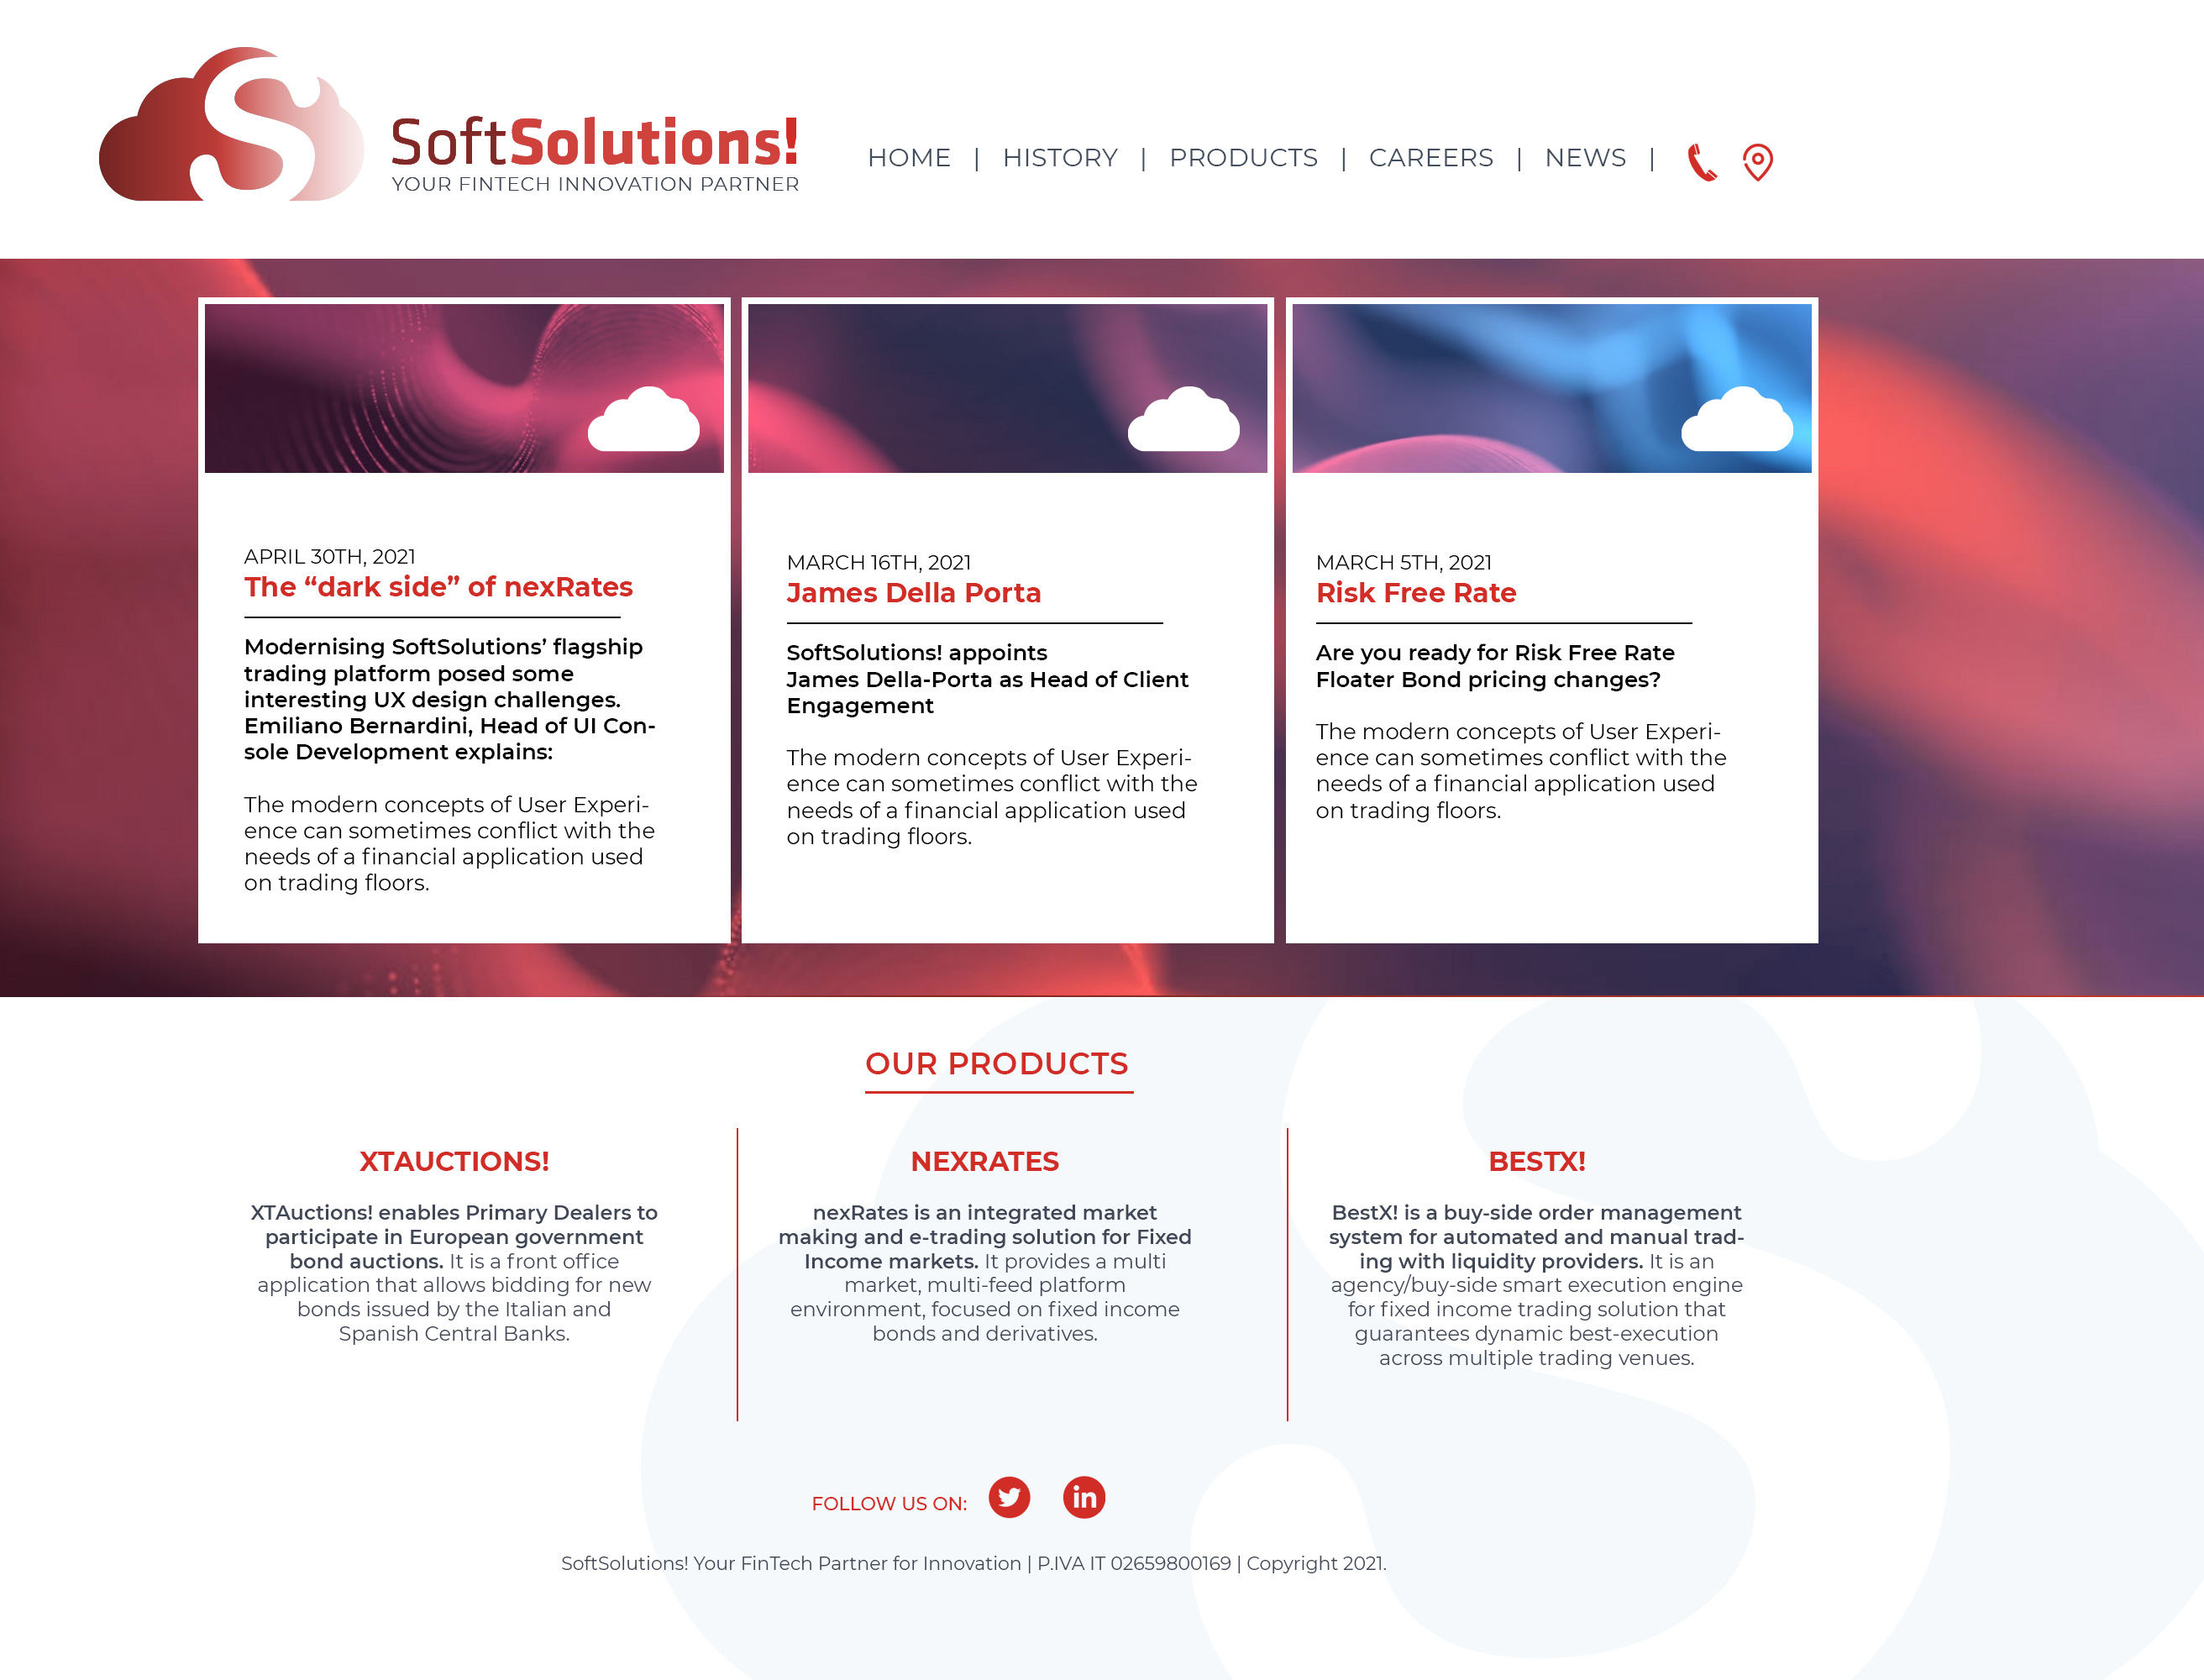 SoftSolutions!
YOUR FINTECH INNOVATION PARTNER
HOME | HISTORY | PRODUCTS | CAREERS | NEWS |
APRIL 30TH, 2021
The “dark side” of nexRates
Modernising SoftSolutions’ flagship
trading platform posed some
interesting UX design challenges.
Emiliano Bernardini, Head of UI Con-
sole Development explains:
The modern concepts of User Experi-
ence can sometimes conflict with the
needs of a financial application used
on trading floors.
MARCH 16TH, 2021
James Della Porta
SoftSolutions! appoints
James Della-Porta as Head of Client
Engagement
The modern concepts of User Experi-
ence can sometimes conflict with the
needs of a financial application used
on trading floors.
MARCH 5TH, 2021
Risk Free Rate
Are you ready for Risk Free Rate
Floater Bond pricing changes?
The modern concepts of User Experi-
ence can sometimes conflict with the
needs of a financial application used
on trading floors.
OUR PRODUCTS
XTAUCTIONS!
XTAuctions! enables Primary Dealers to
participate in European government
bond auctions. It is a front office
application that allows bidding for new
bonds issued by the Italian and
Spanish Central Banks.
NEXRATES
nexRates is an integrated market
making and e-trading solution for Fixed
Income markets. It provides a multi
market, multi-feed platform
environment, focused on fixed income
bonds and derivatives.
BESTX!
BestX! is a buy-side order management
system for automated and manual trad-
ing with liquidity providers. It is an
agency/buy-side smart execution engine
for fixed income trading solution that
guarantees dynamic best-execution
across multiple trading venues.
FOLLOW US ON:
in
SoftSolutions! Your FinTech Partner for Innovation | P.IVA IT 02659800169 | Copyright 2021.